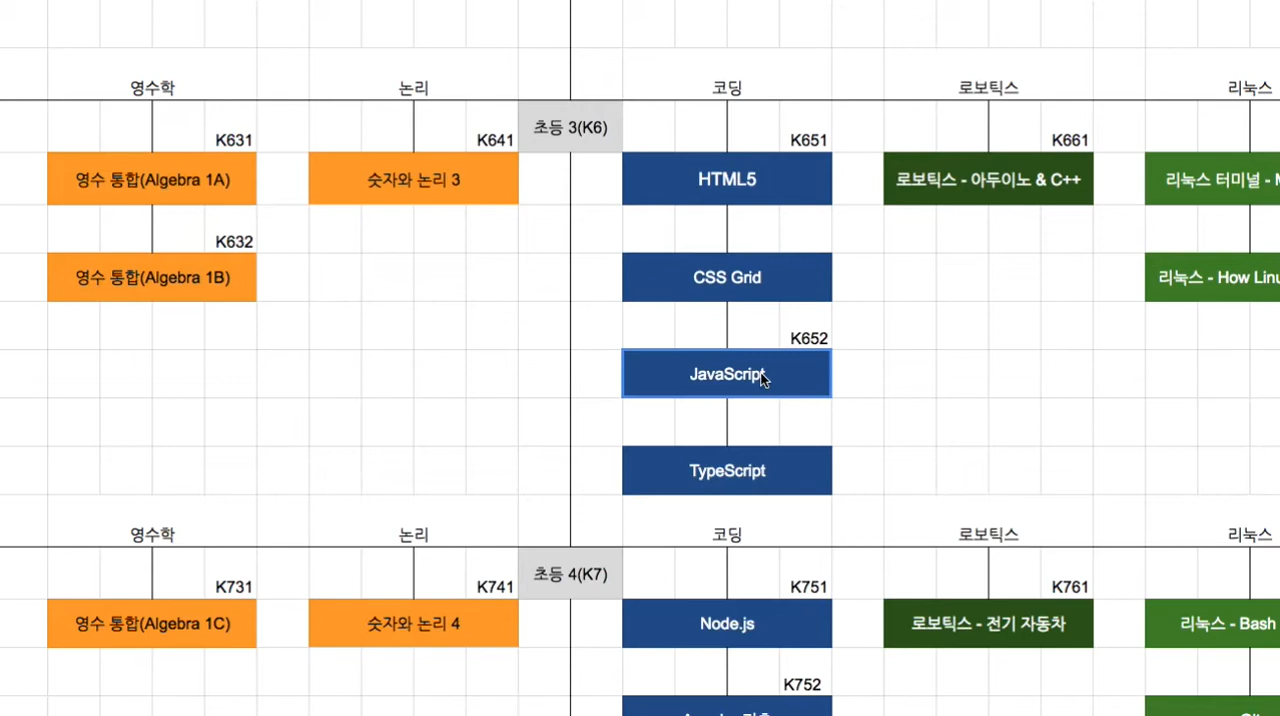 영수학
논리
코딩
로보틱스
리눅스
K631
K641
초등 3(K6)
K651
K661
영수 통합(Algebra 1A)
숫자와 논리 3
HTML5
로보틱스 - 아두이노 & C++
리눅스 터미널 -
K632
영수 통합(Algebra 1B)
CSS Grid
리눅스 - How
K652
JavaScript
TypeScript
영수학
논리
코딩
로보틱스
리눅스
K731
K741
초등 4(K7)
K751
K761
영수 통합(Algebra 1C)
숫자와 논리 4
Node.js
로보틱스 - 전기 자동차
리눅스 - Bash
K752